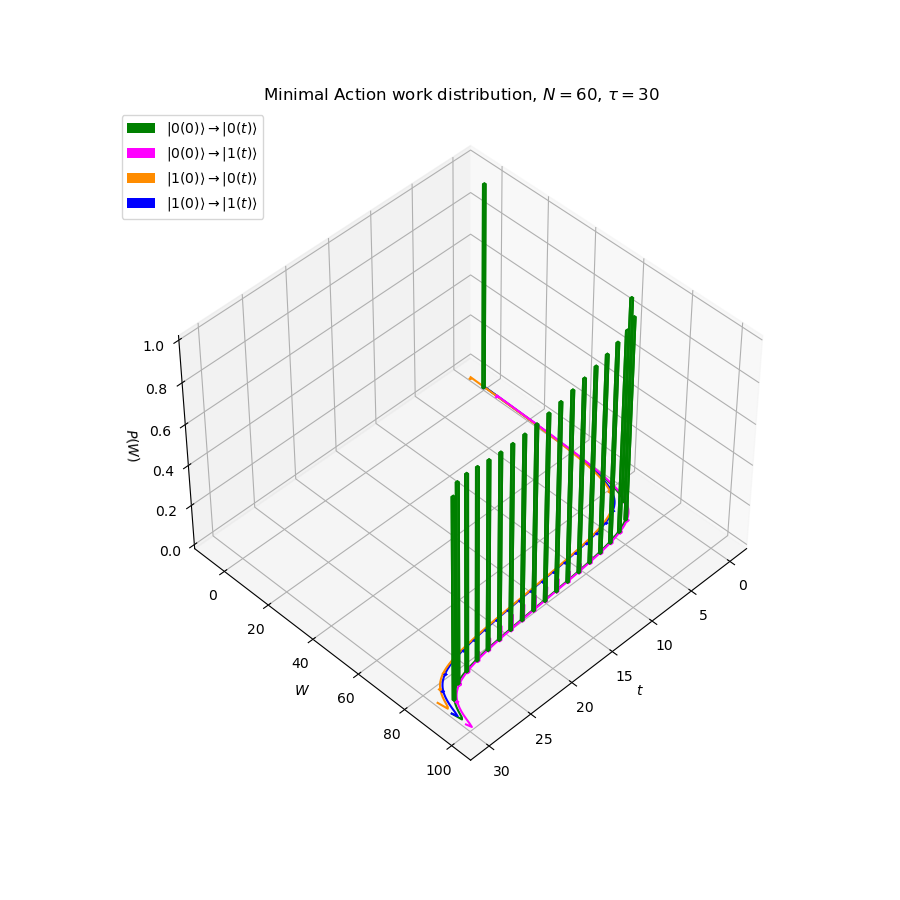 Minimal Action work distribution, $N = 60$, $\tau = 30$
|0(0)⟩ → |0(t)⟩
|0(0)⟩ → |1(t)⟩
|1(0)⟩ → |0(t)⟩
|1(0)⟩ → |1(t)⟩
1.0
0.8
0.6
0.4
0.2
0.0
P(W)
0
20
40
60
80
100
W
0
5
10
15
20
25
30
t